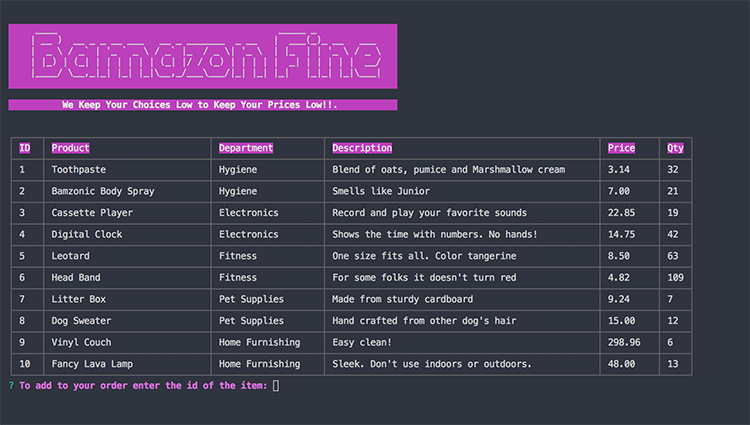 Bamazon Fine
We Keep Your Choices Low to Keep Your Prices Low!!.
ID Product Department Description Price Qty
1 Toothpaste Hygiene Blend of oats, pumice and Marshmallow cream 3.14 32
2 Bamzonic Body Spray Hygiene Smells like Junior 7.00 21
3 Cassette Player Electronics Record and play your favorite sounds 22.85 19
4 Digital Clock Electronics Shows the time with numbers. No hands! 14.75 42
5 Leotard Fitness One size fits all. Color tangerine 8.50 63
6 Head Band Fitness For some folks it doesn't turn red 4.82 109
7 Litter Box Pet Supplies Made from sturdy cardboard 9.24 7
8 Dog Sweater Pet Supplies Hand crafted from other dog's hair 15.00 12
9 Vinyl Couch Home Furnishing Easy clean! 298.96 6
10 Fancy Lava Lamp Home Furnishing Sleek. Don't use indoors or outdoors. 48.00 13
? To add to your order enter the id of the item: